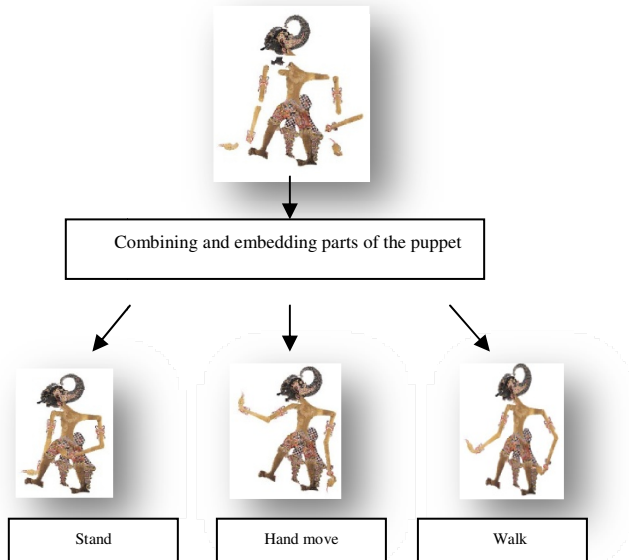 Combining and embedding parts of the puppet
Stand
Hand move
Walk